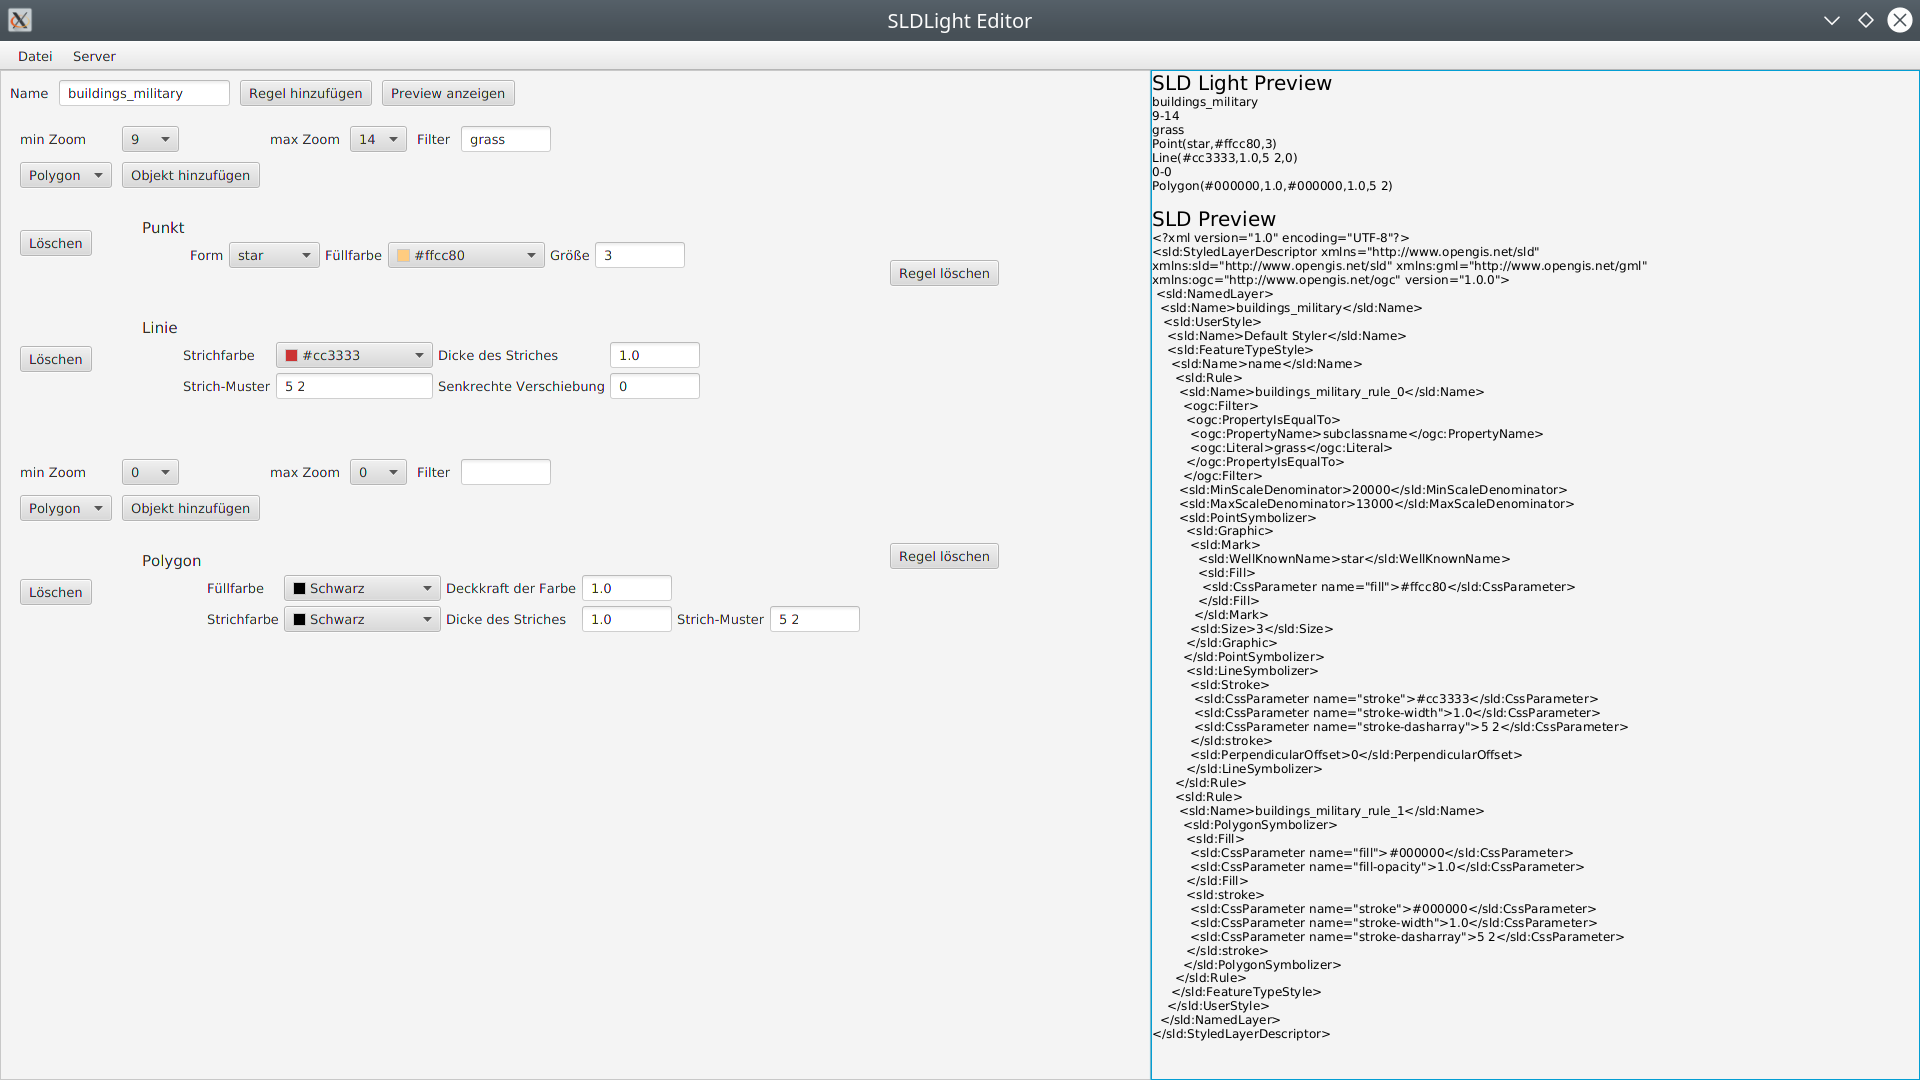 SLDLight Editor
Datei Server
Name buildings_military Regel hinzufügen Preview anzeigen
min Zoom 9 max Zoom 14 Filter grass
Polygon Objekt hinzufügen
Punkt
Löschen
Form star Füllfarbe #ffcc80 Größe 3
Regel löschen
Linie
Löschen
Strichfarbe #cc3333 Dicke des Striches 1.0
Strich-Muster 5 2 Senkrechte Verschiebung 0
min Zoom 0 max Zoom 0 Filter
Polygon Objekt hinzufügen
Regel löschen
Polygon
Löschen
Füllfarbe Schwarz Deckkraft der Farbe 1.0
Strichfarbe Schwarz Dicke des Striches 1.0 Strich-Muster 5 2
SLD Light Preview
buildings_military
9-14
grass
Point(star,#ffcc80,3)
Line(#cc3333,1.0,5 2,0)
0-0
Polygon(#000000,1.0,#000000,1.0,5 2)
SLD Preview
<?xml version="1.0" encoding="UTF-8"?>
<sld:StyledLayerDescriptor xmlns="http://www.opengis.net/sld"
xmlns:sld="http://www.opengis.net/sld" xmlns:gml="http://www.opengis.net/gml"
xmlns:ogc="http://www.opengis.net/ogc" version="1.0.0">
<sld:NamedLayer>
<sld:Name>buildings_military</sld:Name>
<sld:UserStyle>
<sld:Name>Default Styler</sld:Name>
<sld:FeatureTypeStyle>
<sld:Name>name</sld:Name>
<sld:Rule>
<sld:Name>buildings_military_rule_0</sld:Name>
<ogc:Filter>
<ogc:PropertyIsEqualTo>
<ogc:PropertyName>subclassname</ogc:PropertyName>
<ogc:Literal>grass</ogc:Literal>
</ogc:PropertyIsEqualTo>
</ogc:Filter>
<sld:MinScaleDenominator>20000</sld:MinScaleDenominator>
<sld:MaxScaleDenominator>13000</sld:MaxScaleDenominator>
<sld:PointSymbolizer>
<sld:Graphic>
<sld:Mark>
<sld:WellKnownName>star</sld:WellKnownName>
<sld:Fill>
<sld:CssParameter name="fill">#ffcc80</sld:CssParameter>
</sld:Fill>
</sld:Mark>
<sld:Size>3</sld:Size>
</sld:Graphic>
</sld:PointSymbolizer>
<sld:LineSymbolizer>
<sld:Stroke>
<sld:CssParameter name="stroke">#cc3333</sld:CssParameter>
<sld:CssParameter name="stroke-width">1.0</sld:CssParameter>
<sld:CssParameter name="stroke-dasharray">5 2</sld:CssParameter>
</sld:stroke>
<sld:PerpendicularOffset>0</sld:PerpendicularOffset>
</sld:LineSymbolizer>
</sld:Rule>
<sld:Rule>
<sld:Name>buildings_military_rule_1</sld:Name>
<sld:PolygonSymbolizer>
<sld:Fill>
<sld:CssParameter name="fill">#000000</sld:CssParameter>
<sld:CssParameter name="fill-opacity">1.0</sld:CssParameter>
</sld:Fill>
<sld:stroke>
<sld:CssParameter name="stroke">#000000</sld:CssParameter>
<sld:CssParameter name="stroke-width">1.0</sld:CssParameter>
<sld:CssParameter name="stroke-dasharray">5 2</sld:CssParameter>
</sld:stroke>
</sld:PolygonSymbolizer>
</sld:Rule>
</sld:FeatureTypeStyle>
</sld:UserStyle>
</sld:NamedLayer>
</sld:StyledLayerDescriptor>